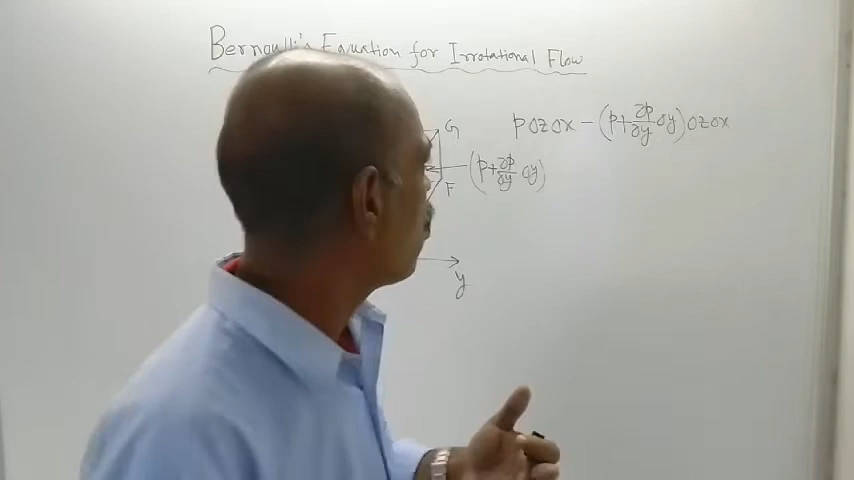 Bernoulli's Equation for Irrotational Flow
G
p Δz Δx − (p + ∂p/∂y Δy) Δz Δx
(p + ∂p/∂y Δy)
F
y